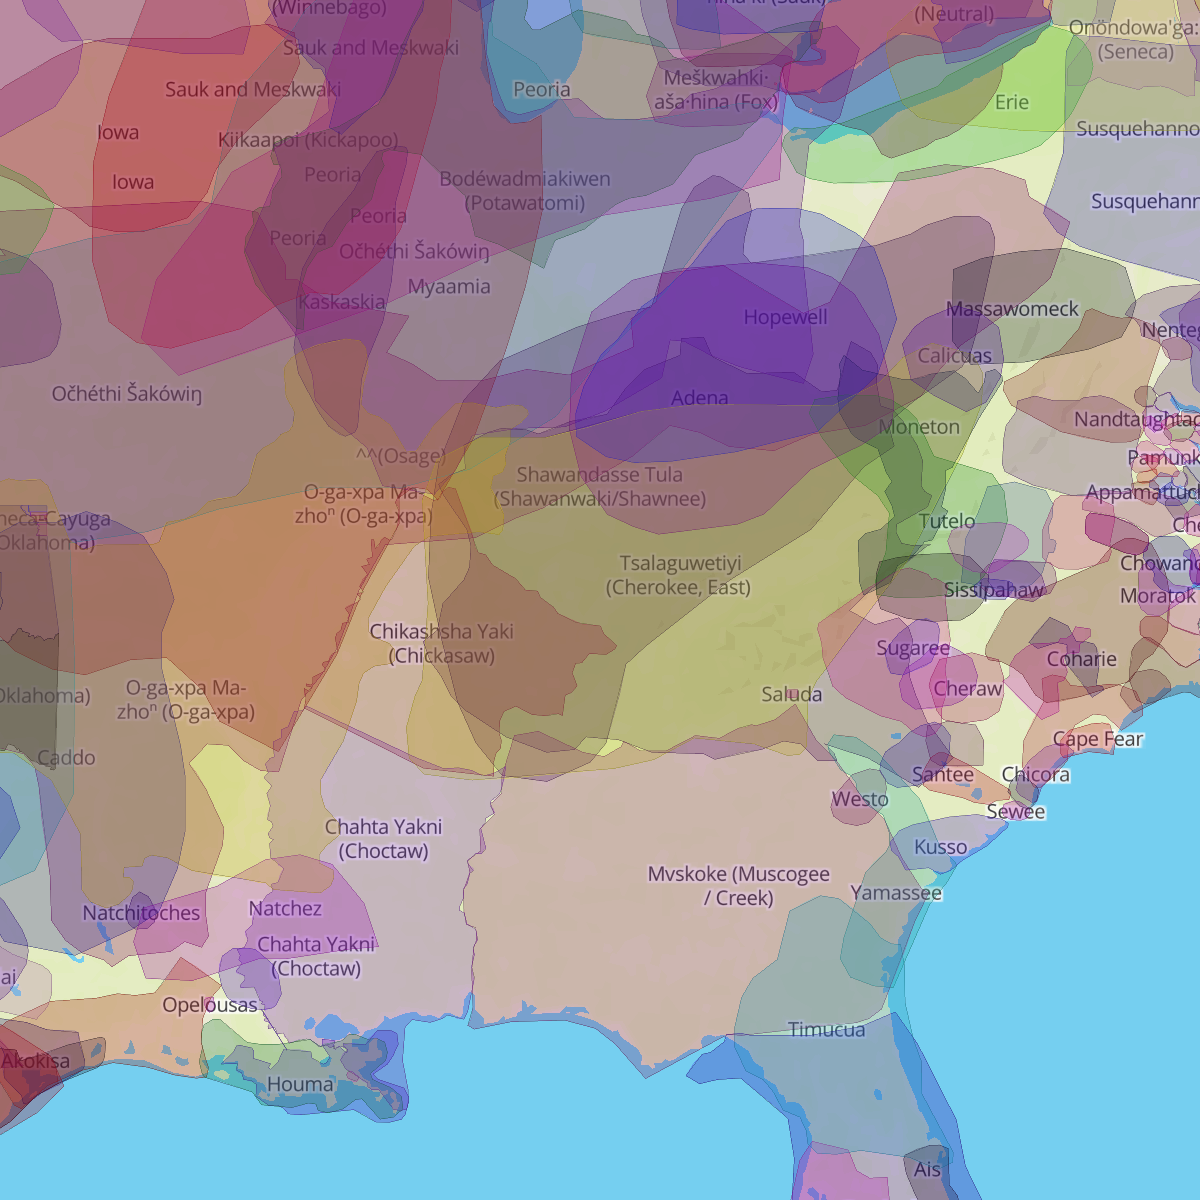 (Winnebago)
(Neutral)
Onöndowa'ga:
(Seneca)
Sauk and Meskwaki
Sauk and Meskwaki
Peoria
Meškwahki·
aša·hina (Fox)
Erie
Iowa
Kiikaapoi (Kickapoo)
Susquehanno
Iowa
Peoria
Bodéwadmiakiwen
(Potawatomi)
Susquehann
Peoria
Peoria
Očhéthi Šakówiŋ
Myaamia
Kaskaskia
Hopewell
Massawomeck
Nenteg
Calicuas
Očhéthi Šakówiŋ
Adena
Moneton
Nandtaughtac
^^(Osage)
Pamunk
Shawandasse Tula
(Shawanwaki/Shawnee)
O-ga-xpa Ma-
zhoⁿ (O-ga-xpa)
Appamattuck
neca-Cayuga
Oklahoma)
Tutelo
Che
Tsalaguwetiyi
(Cherokee, East)
Chowano
Sissipahaw
Moratok
Chikashsha Yaki
(Chickasaw)
Sugaree
Coharie
Oklahoma)
O-ga-xpa Ma-
zhoⁿ (O-ga-xpa)
Saluda
Cheraw
Caddo
Cape Fear
Santee
Chicora
Westo
Sewee
Chahta Yakni
(Choctaw)
Kusso
Mvskoke (Muscogee
/ Creek)
Yamassee
Natchitoches
Natchez
Chahta Yakni
(Choctaw)
ai
Opelousas
Timucua
Akokisa
Houma
Ais